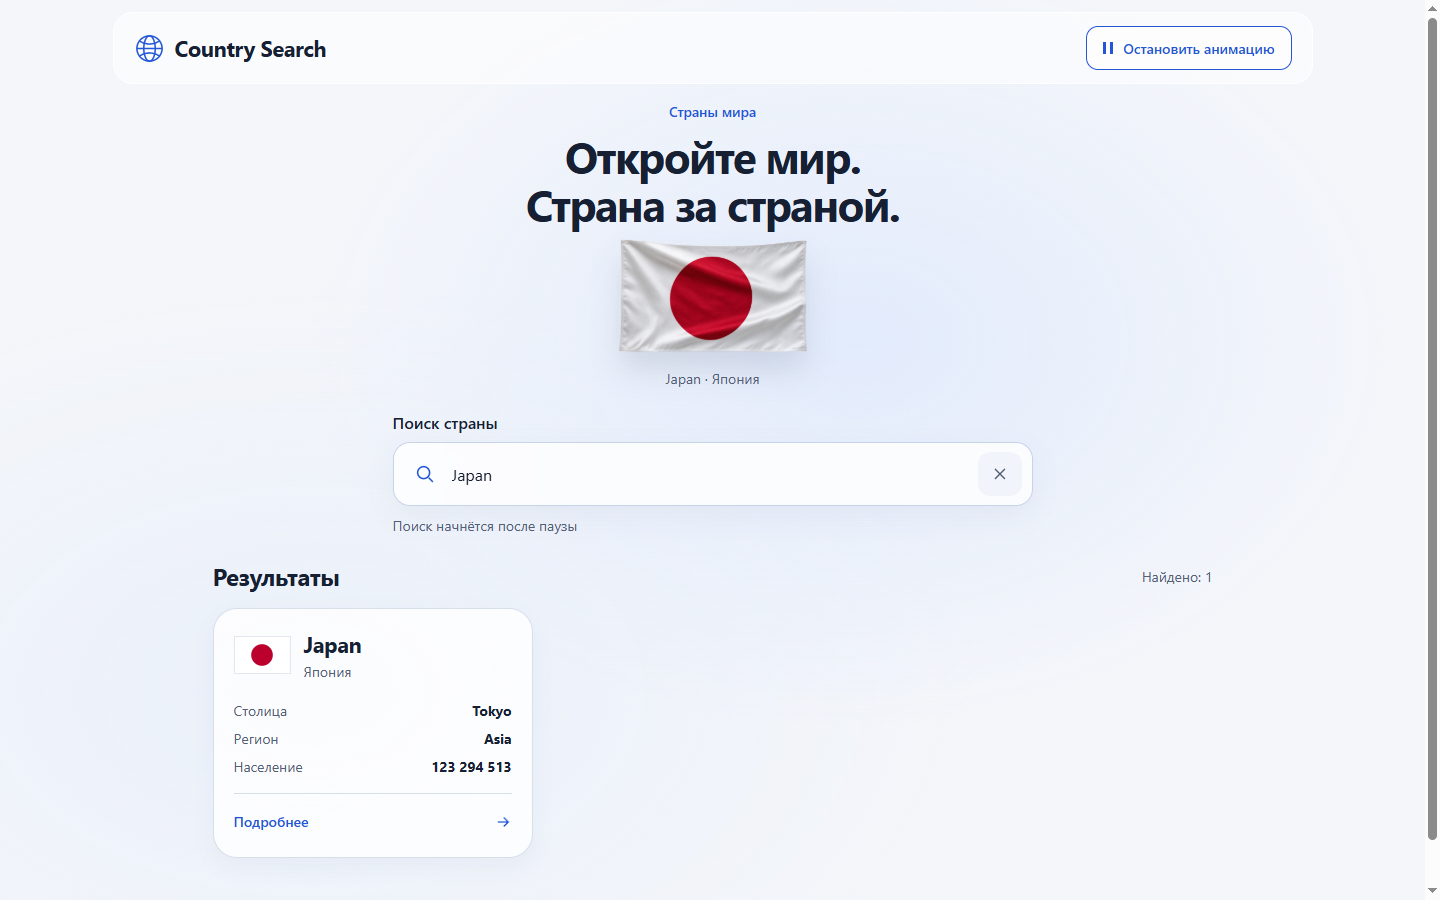 Country Search
Остановить анимацию
Страны мира
Откройте мир.
Страна за страной.
Japan · Япония
Поиск страны
Japan
Поиск начнётся после паузы
Результаты
Найдено: 1
Japan
Япония
Столица Tokyo
Регион Asia
Население 123 294 513
Подробнее